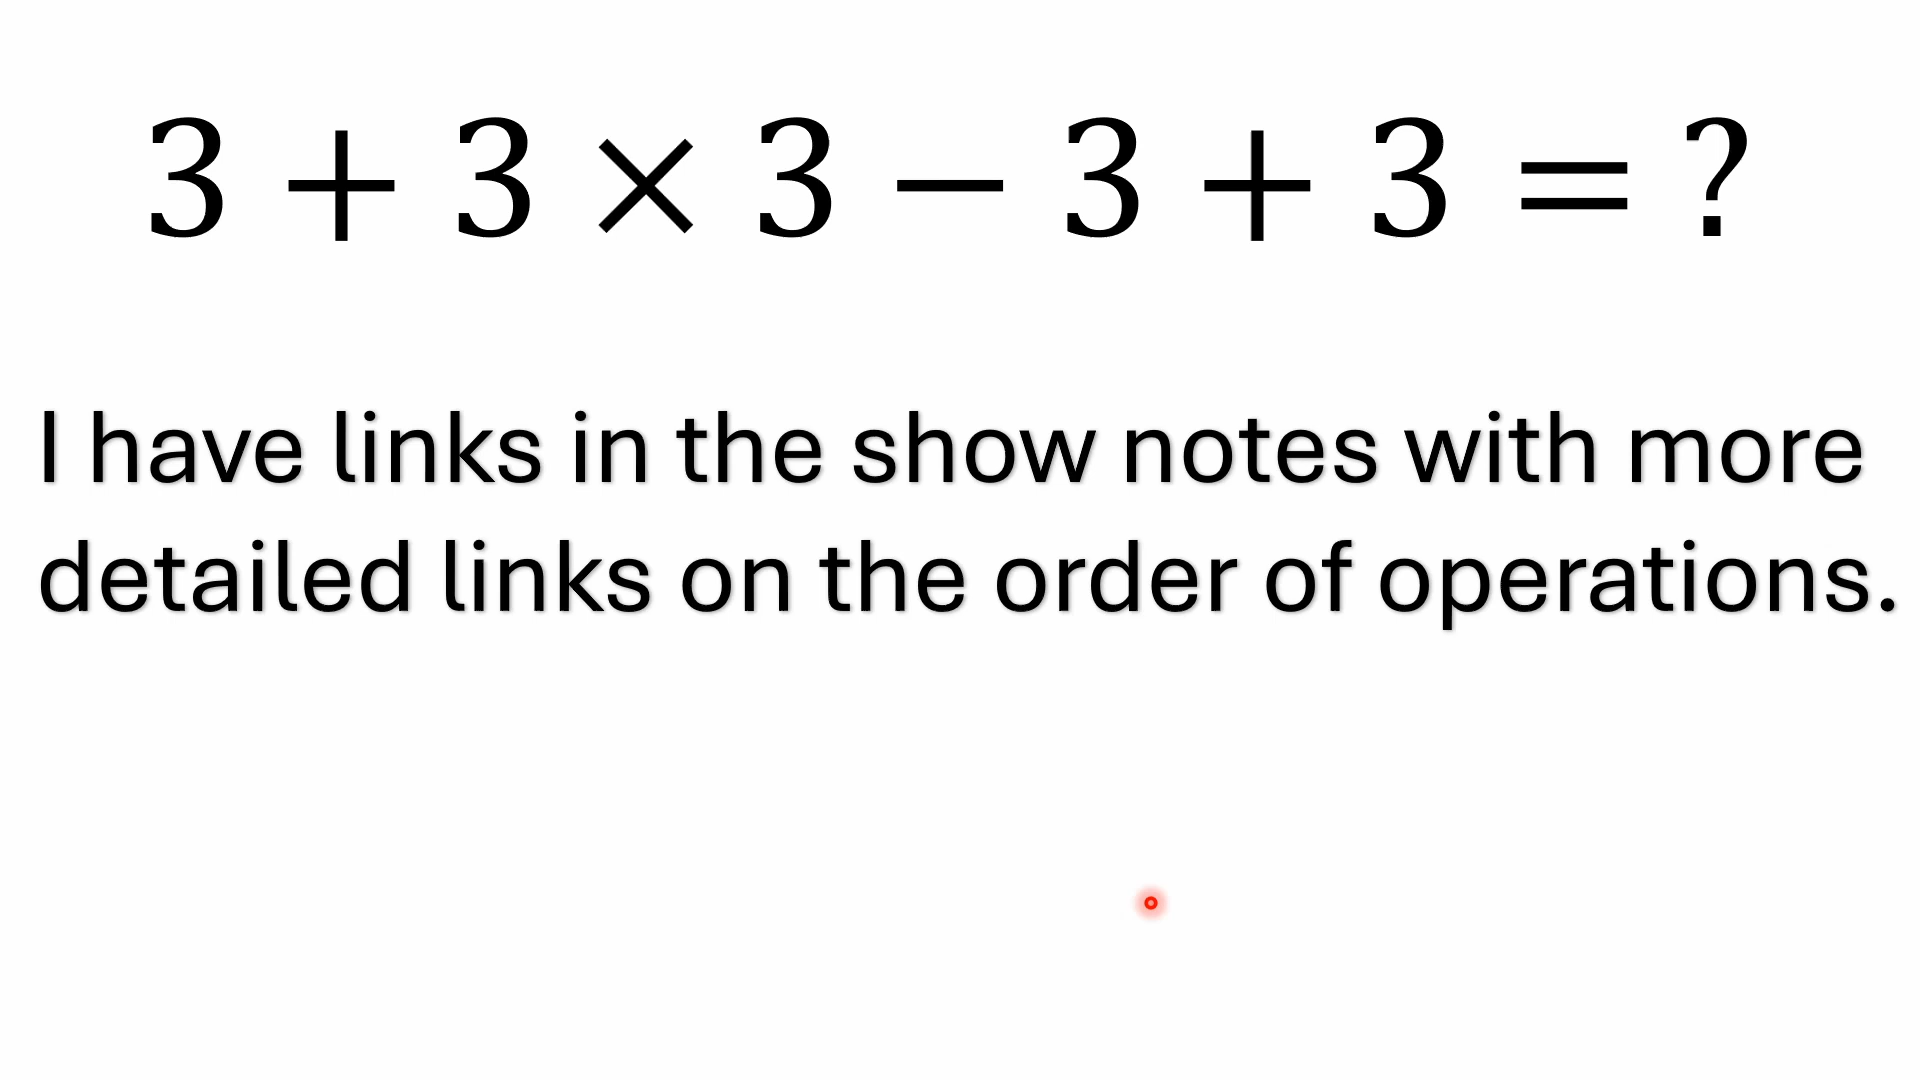 3 + 3 × 3 − 3 + 3 = ?
I have links in the show notes with more
detailed links on the order of operations.